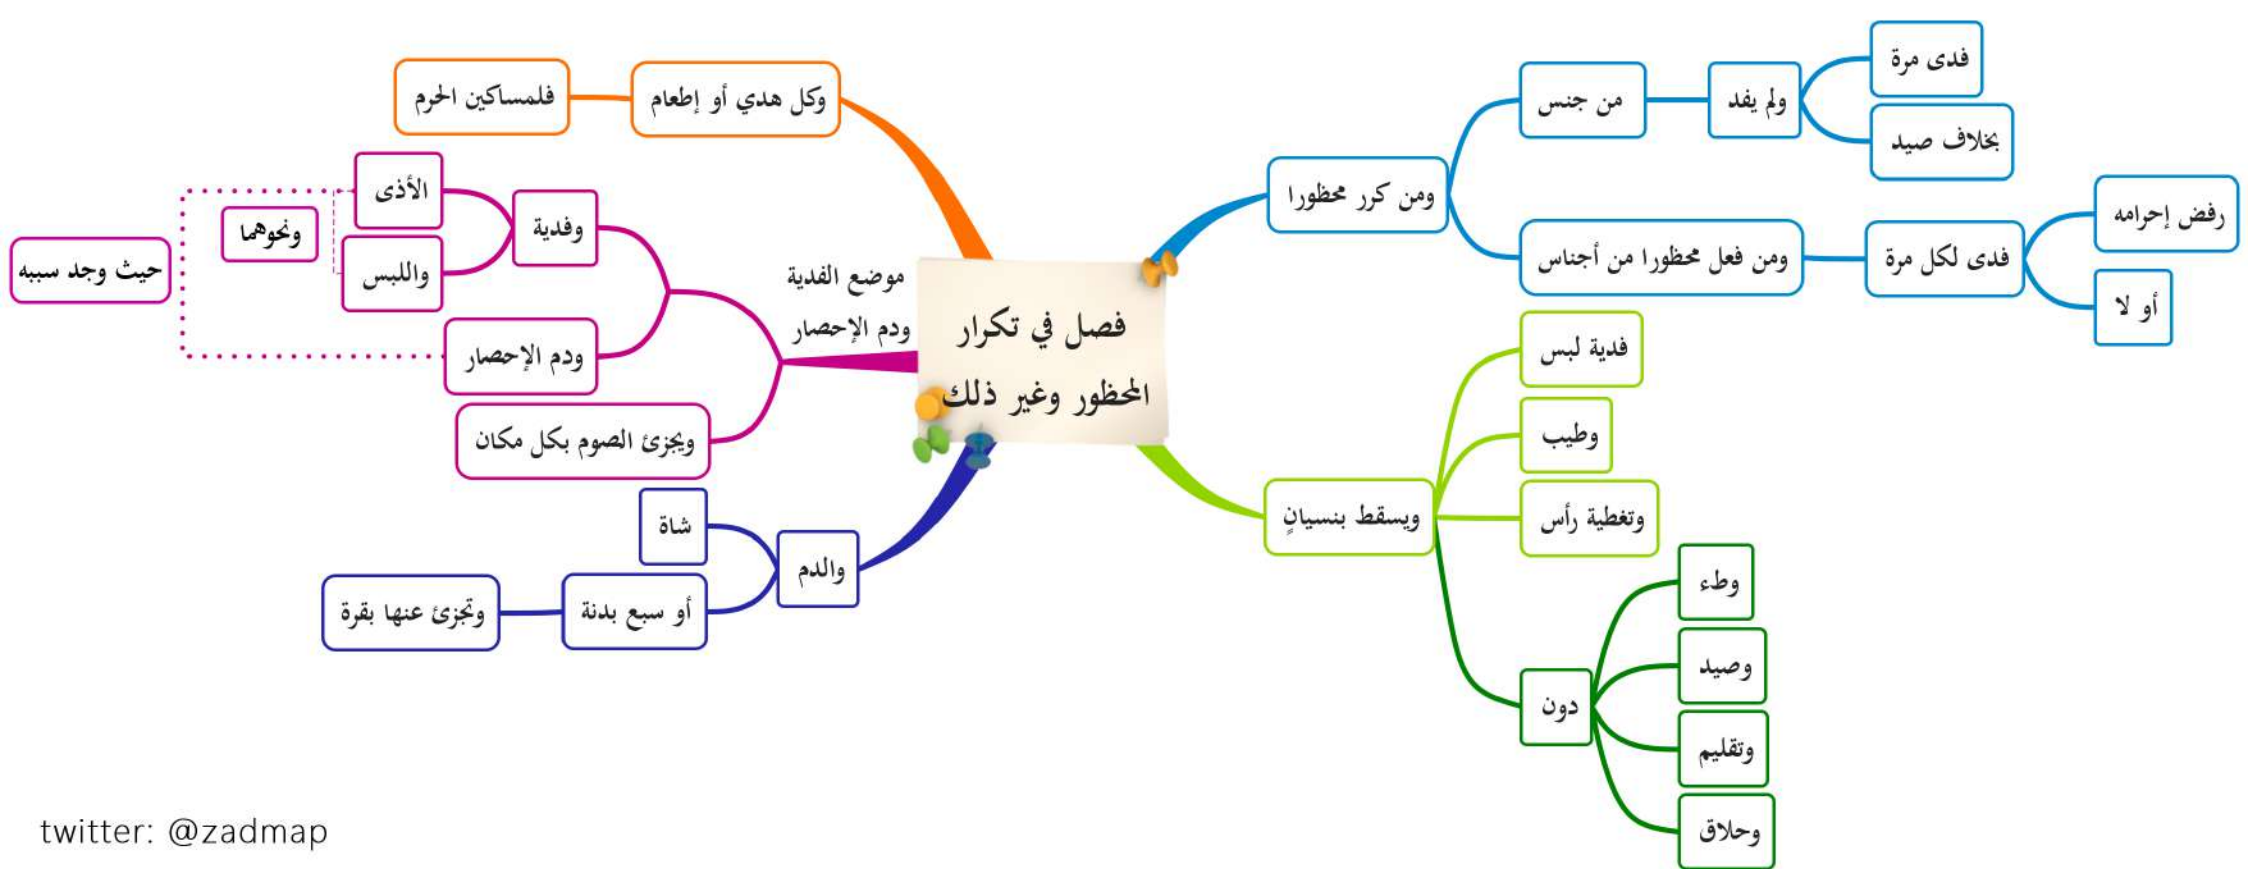 فصل في تكرار
المحظور وغير ذلك
ومن كرر محظورا
من جنس
ولم يفد
فدى مرة
بخلاف صيد
ومن فعل محظورا من أجناس
فدى لكل مرة
رفض إحرامه
أو لا
ويسقط بنسيانٍ
فدية لبس
وطيب
وتغطية رأس
دون
وطء
وصيد
وتقليم
وحلاق
وكل هدي أو إطعام
فلمساكين الحرم
موضع الفدية
ودم الإحصار
وفدية
الأذى
واللبس
ونحوهما
ودم الإحصار
حيث وجد سببه
ويجزئ الصوم بكل مكان
والدم
شاة
أو سبع بدنة
وتجزئ عنها بقرة
twitter: @zadmap